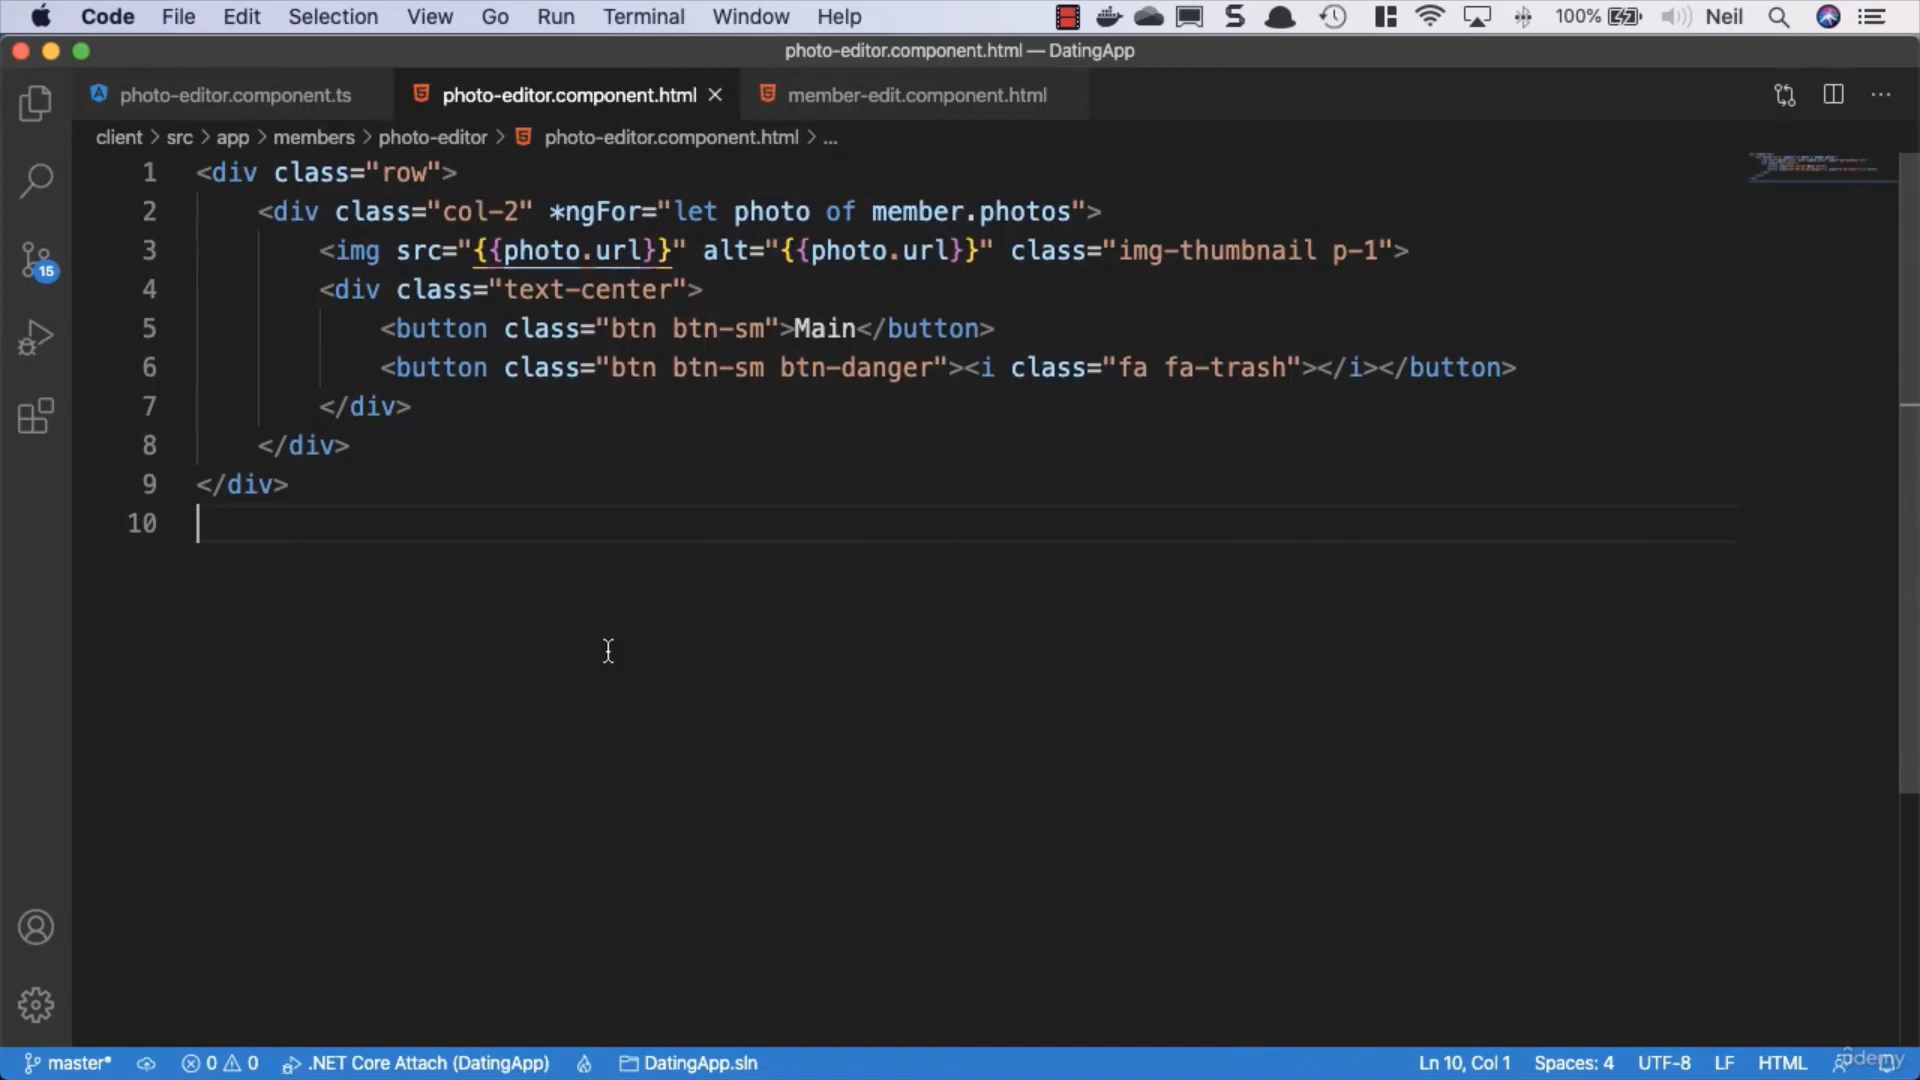 Code File Edit Selection View Go Run Terminal Window Help 100% Neil
photo-editor.component.html — DatingApp
photo-editor.component.ts photo-editor.component.html member-edit.component.html
client > src > app > members > photo-editor > photo-editor.component.html > ...
1 <div class="row">
2 <div class="col-2" *ngFor="let photo of member.photos">
3 <img src="{{photo.url}}" alt="{{photo.url}}" class="img-thumbnail p-1">
4 <div class="text-center">
5 <button class="btn btn-sm">Main</button>
6 <button class="btn btn-sm btn-danger"><i class="fa fa-trash"></i></button>
7 </div>
8 </div>
9 </div>
10
15
master* 0 0 .NET Core Attach (DatingApp) DatingApp.sln Ln 10, Col 1 Spaces: 4 UTF-8 LF HTML
udemy